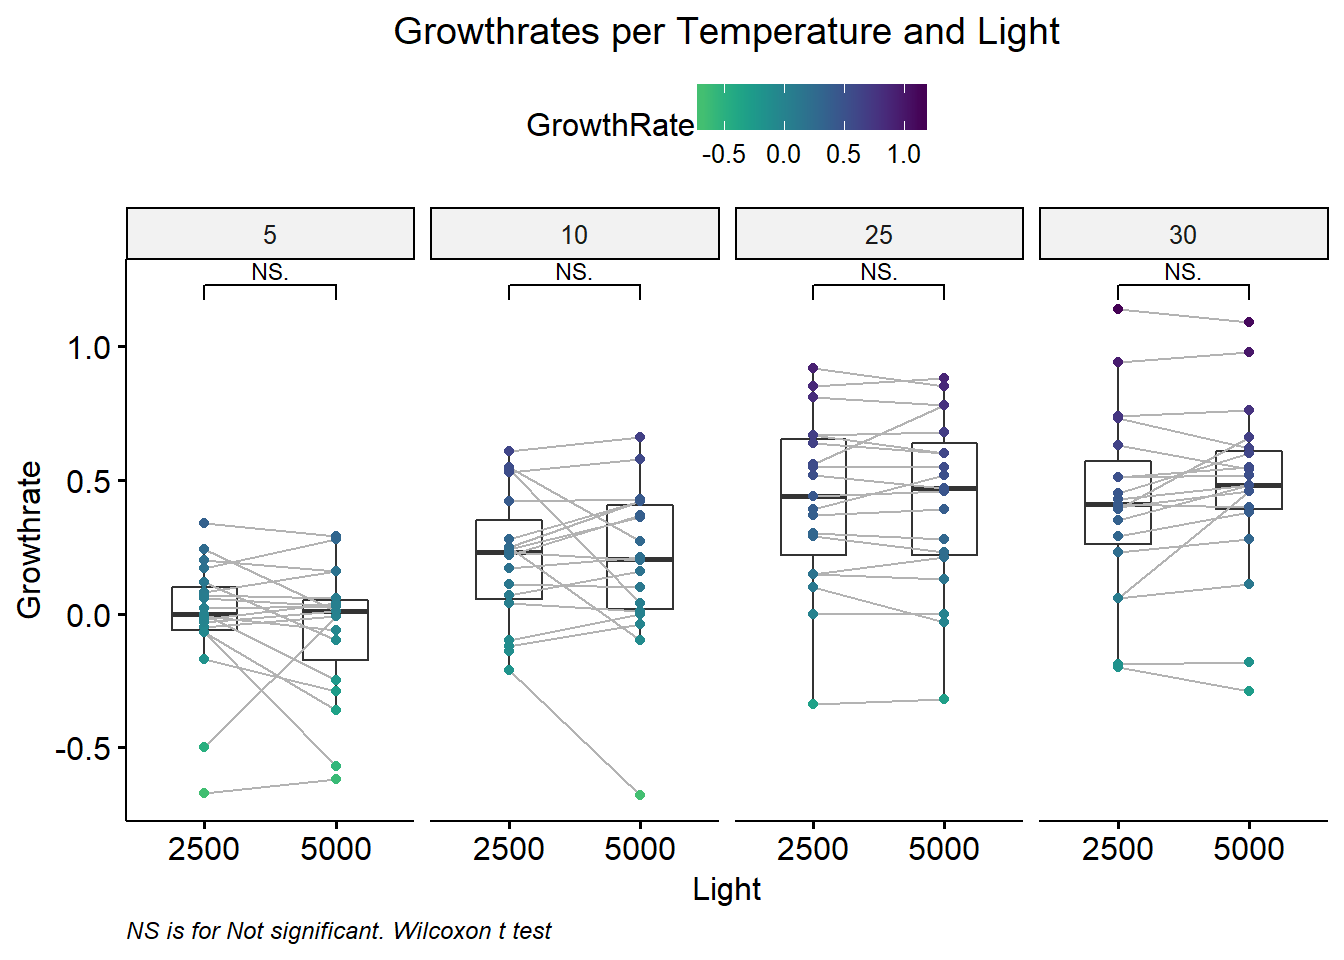 Growthrates per Temperature and Light
GrowthRate
-0.5 0.0 0.5 1.0
5 10 25 30
NS. NS. NS. NS.
1.0
0.5
0.0
-0.5
Growthrate
2500 5000 2500 5000 2500 5000 2500 5000
Light
NS is for Not significant. Wilcoxon t test